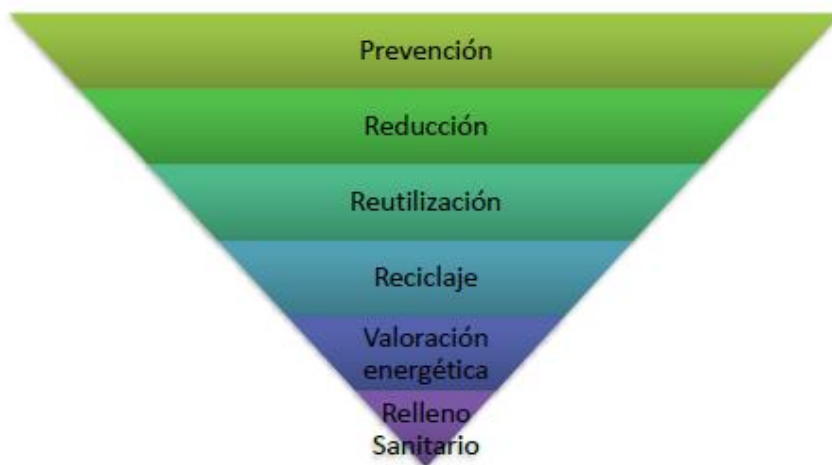 Prevención
Reducción
Reutilización
Reciclaje
Valoración
energética
Relleno
Sanitario